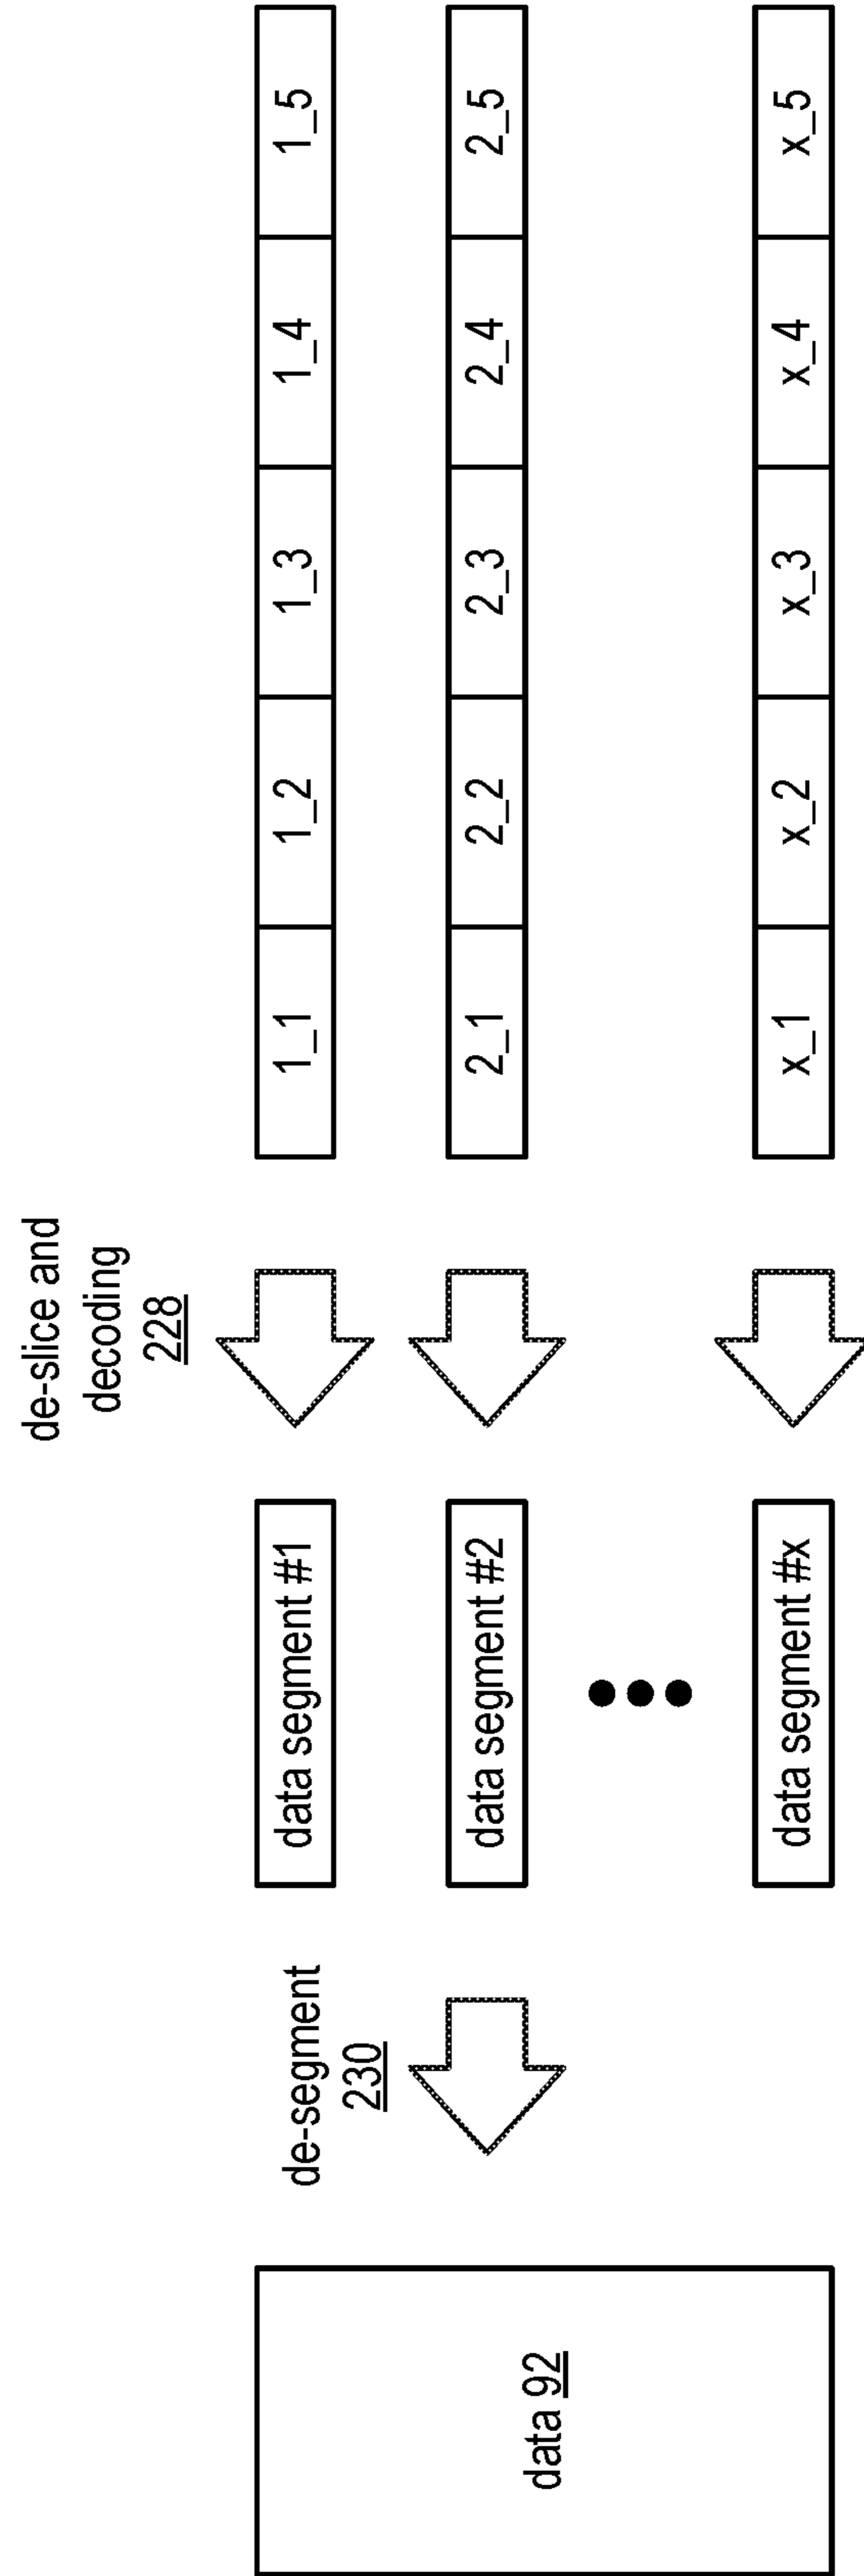 de-slice and
decoding
228
de-segment
230
data 92
data segment #1
1_1
1_2
1_3
1_4
1_5
data segment #2
2_1
2_2
2_3
2_4
2_5
data segment #x
x_1
x_2
x_3
x_4
x_5